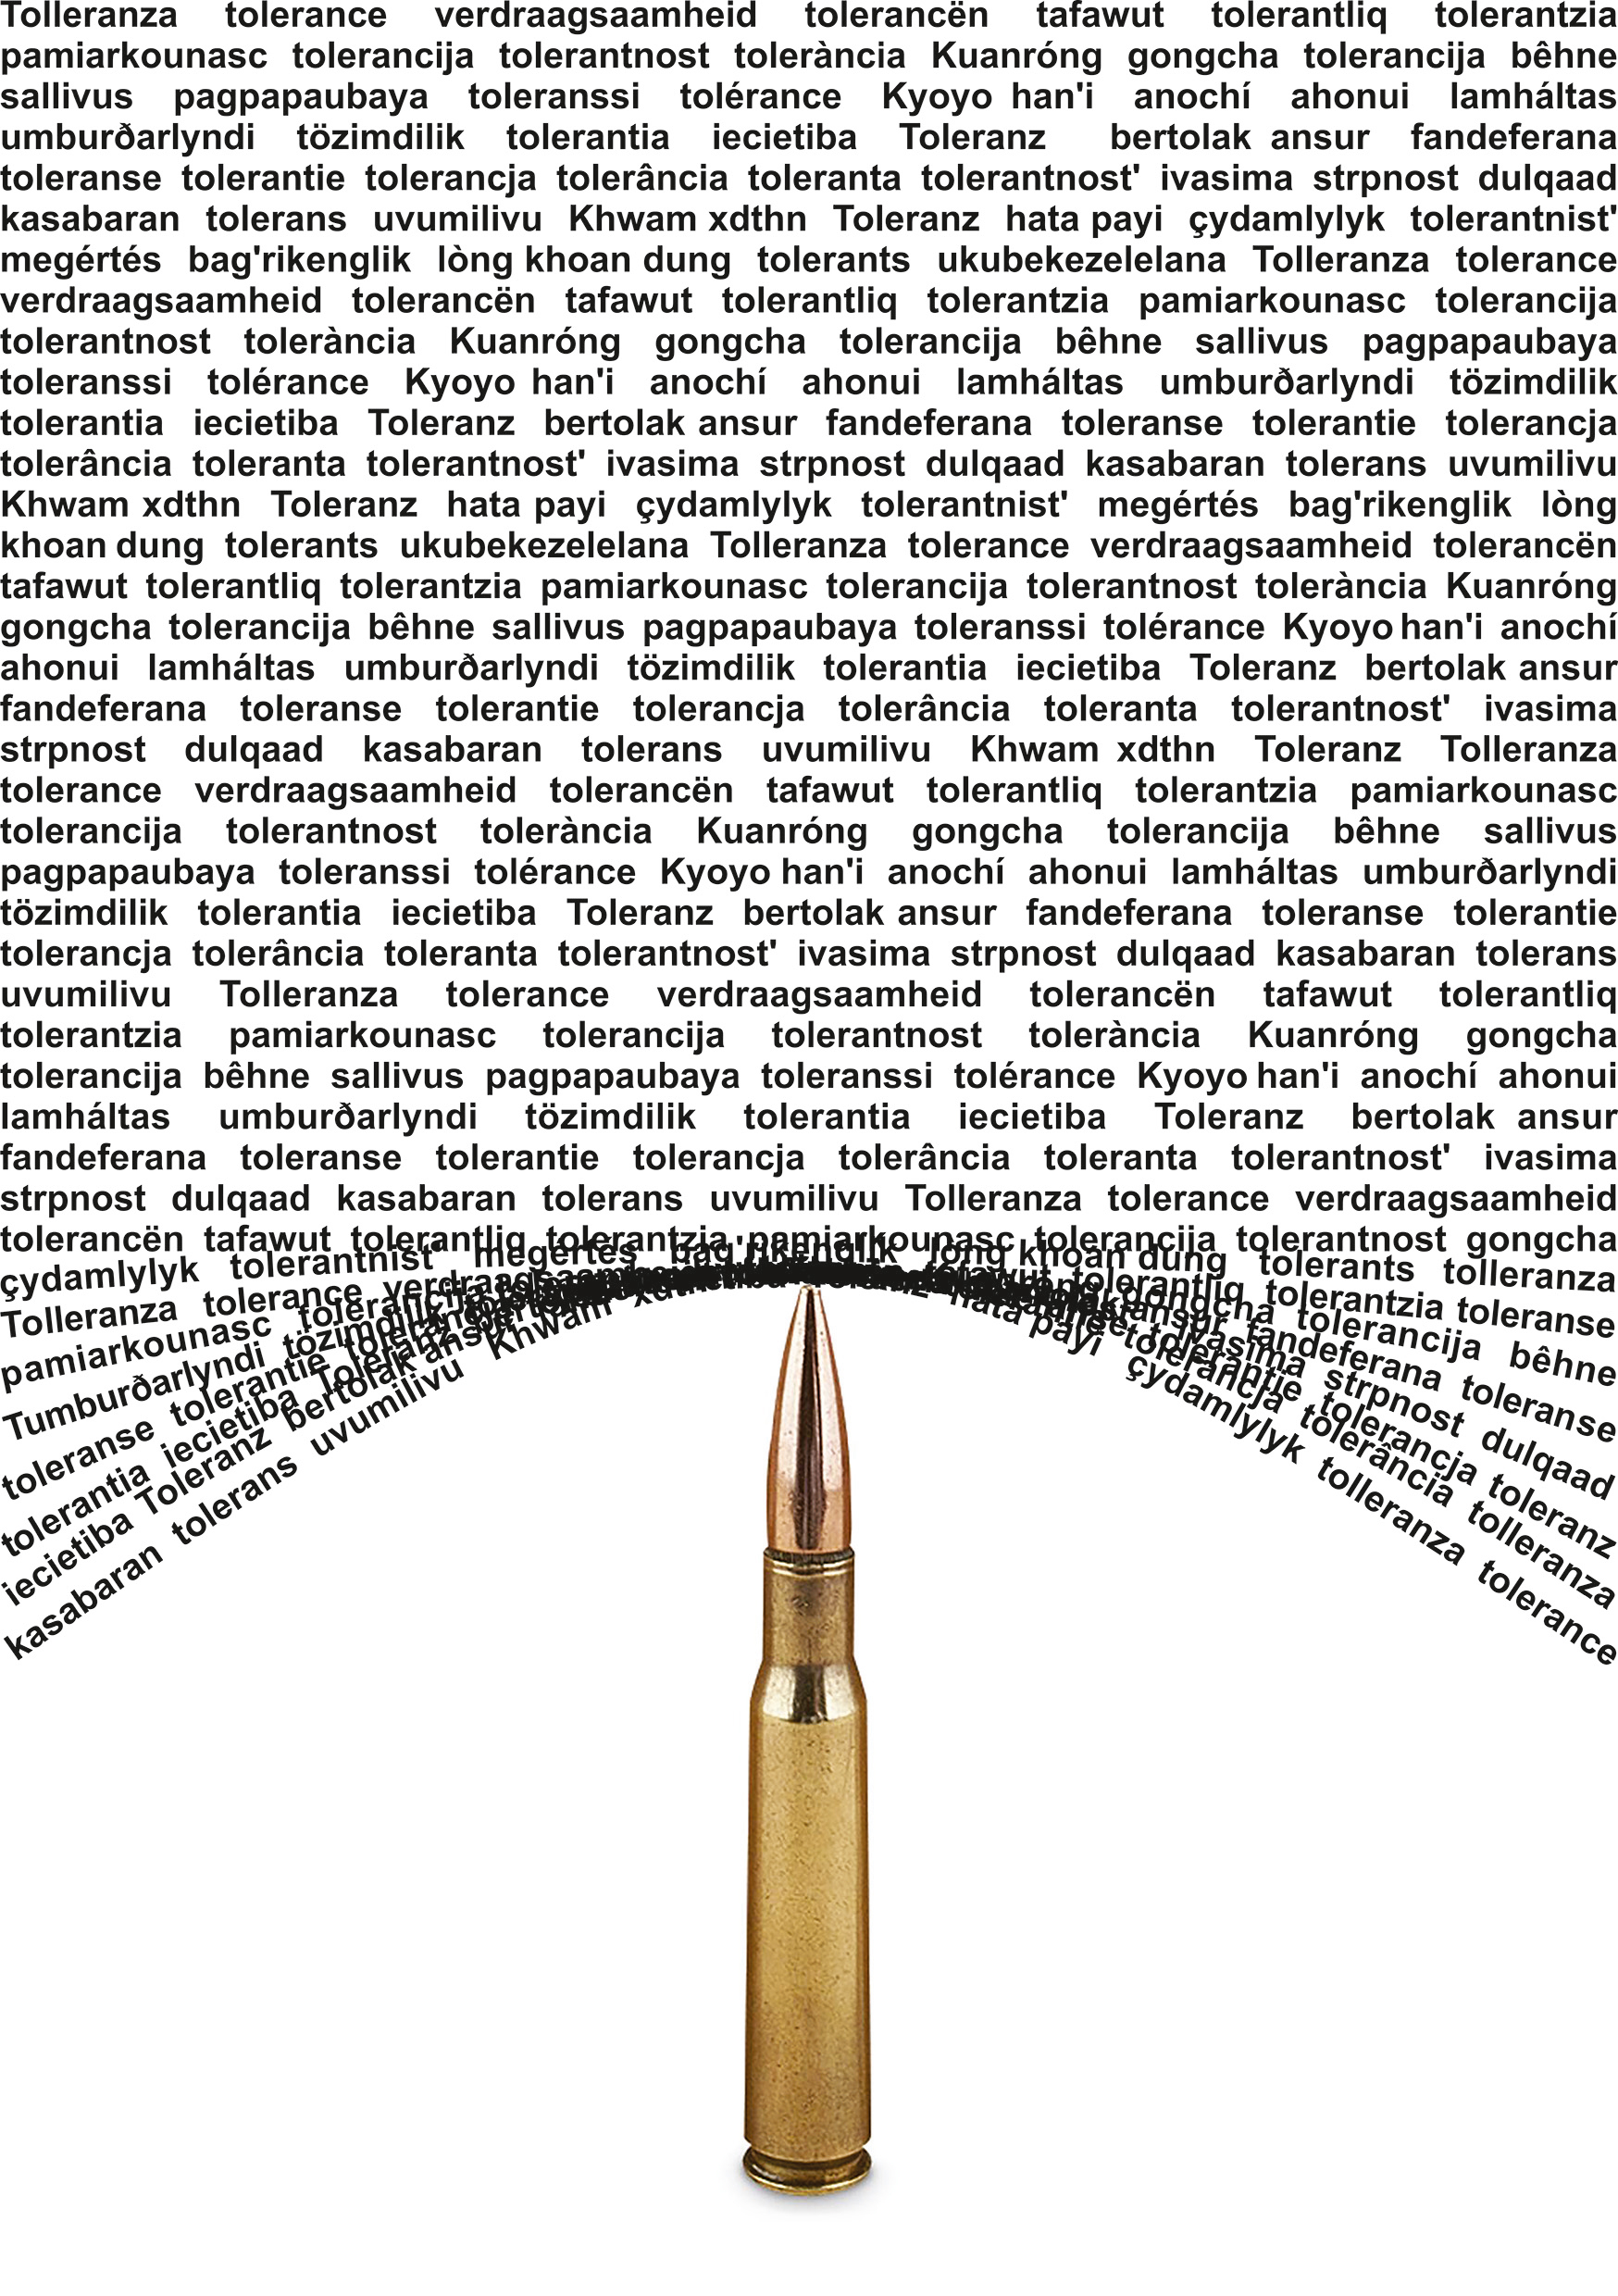 Tolleranza tolerance verdraagsaamheid tolerancën tafawut tolerantliq tolerantzia
pamiarkounasc tolerancija tolerantnost tolerància Kuanróng gongcha tolerancija bêhne
sallivus pagpapaubaya toleranssi tolérance Kyoyo han'i anochí ahonui lamháltas
umburðarlyndi tözimdilik tolerantia iecietiba Toleranz bertolak ansur fandeferana
toleranse tolerantie tolerancja tolerância toleranta tolerantnost' ivasima strpnost dulqaad
kasabaran tolerans uvumilivu Khwam xdthn Toleranz hata payi çydamlylyk tolerantnist'
megértés bag'rikenglik lòng khoan dung tolerants ukubekezelelana Tolleranza tolerance
verdraagsaamheid tolerancën tafawut tolerantliq tolerantzia pamiarkounasc tolerancija
tolerantnost tolerància Kuanróng gongcha tolerancija bêhne sallivus pagpapaubaya
toleranssi tolérance Kyoyo han'i anochí ahonui lamháltas umburðarlyndi tözimdilik
tolerantia iecietiba Toleranz bertolak ansur fandeferana toleranse tolerantie tolerancja
tolerância toleranta tolerantnost' ivasima strpnost dulqaad kasabaran tolerans uvumilivu
Khwam xdthn Toleranz hata payi çydamlylyk tolerantnist' megértés bag'rikenglik lòng
khoan dung tolerants ukubekezelelana Tolleranza tolerance verdraagsaamheid tolerancën
tafawut tolerantliq tolerantzia pamiarkounasc tolerancija tolerantnost tolerància Kuanróng
gongcha tolerancija bêhne sallivus pagpapaubaya toleranssi tolérance Kyoyo han'i anochí
ahonui lamháltas umburðarlyndi tözimdilik tolerantia iecietiba Toleranz bertolak ansur
fandeferana toleranse tolerantie tolerancja tolerância toleranta tolerantnost' ivasima
strpnost dulqaad kasabaran tolerans uvumilivu Khwam xdthn Toleranz Tolleranza
tolerance verdraagsaamheid tolerancën tafawut tolerantliq tolerantzia pamiarkounasc
tolerancija tolerantnost tolerància Kuanróng gongcha tolerancija bêhne sallivus
pagpapaubaya toleranssi tolérance Kyoyo han'i anochí ahonui lamháltas umburðarlyndi
tözimdilik tolerantia iecietiba Toleranz bertolak ansur fandeferana toleranse tolerantie
tolerancja tolerância toleranta tolerantnost' ivasima strpnost dulqaad kasabaran tolerans
uvumilivu Tolleranza tolerance verdraagsaamheid tolerancën tafawut tolerantliq
tolerantzia pamiarkounasc tolerancija tolerantnost tolerància Kuanróng gongcha
tolerancija bêhne sallivus pagpapaubaya toleranssi tolérance Kyoyo han'i anochí ahonui
lamháltas umburðarlyndi tözimdilik tolerantia iecietiba Toleranz bertolak ansur
fandeferana toleranse tolerantie tolerancja tolerância toleranta tolerantnost' ivasima
strpnost dulqaad kasabaran tolerans uvumilivu Tolleranza tolerance verdraagsaamheid
tolerancën tafawut tolerantliq tolerantzia pamiarkounasc tolerancija tolerantnost gongcha
çydamlylyk tolerantnist' megértés bag'rikenglik lòng khoan dung tolerants tolleranza
Tolleranza tolerance verdraagsaamheid tafawut tolerantliq tolerantzia toleranse
pamiarkounasc tolerancija gongcha tolerancija bêhne
Tumburðarlyndi tözimdilik ansur fandeferana toleranse
toleranse tolerantie ivasima strpnost dulqaad
tolerantia iecietiba Toleranz tolerantie tolerancja toleranz
iecietiba Toleranz bertolak ansur tolerancja tolerância tolleranza
kasabaran tolerans uvumilivu Khwam hata payi çydamlylyk tolleranza tolerance